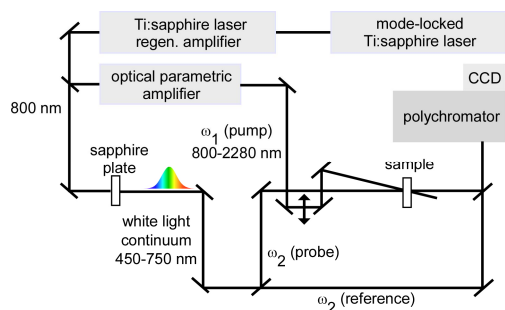 Ti:sapphire laser
regen. amplifier
mode-locked
Ti:sapphire laser
optical parametric
amplifier
CCD
polychromator
800 nm
ω1 (pump)
800-2280 nm
sapphire
plate
sample
white light
continuum
450-750 nm
ω2 (probe)
ω2 (reference)